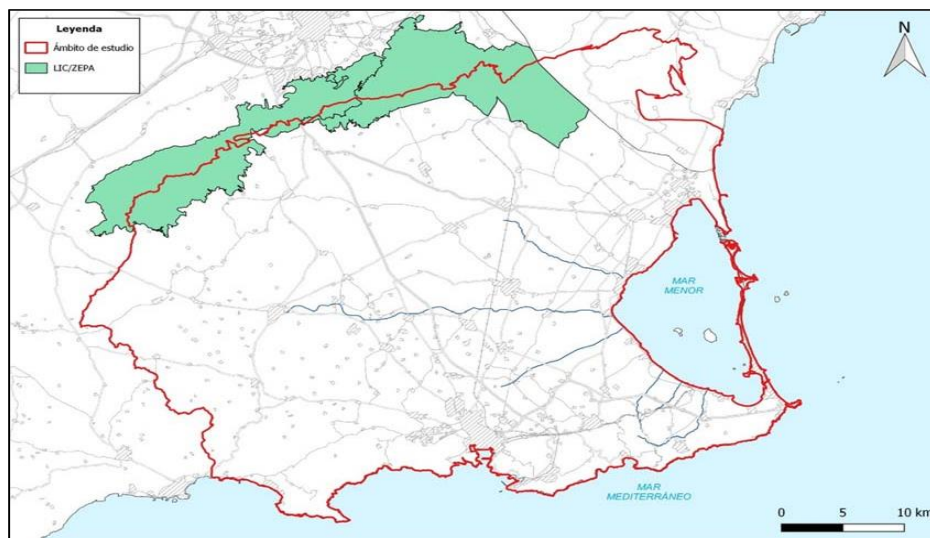 Leyenda
Ámbito de estudio
LIC/ZEPA
N
MAR
MENOR
MAR
MEDITERRÁNEO
0 5 10 km